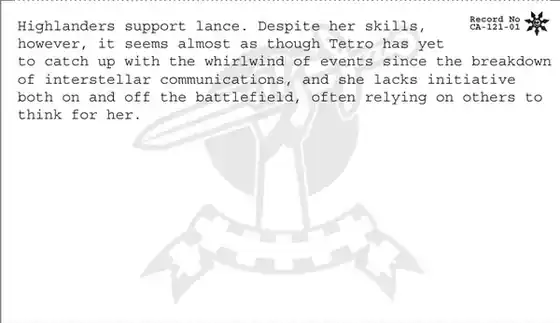 Highlanders support lance. Despite her skills,
however, it seems almost as though Tetro has yet
to catch up with the whirlwind of events since the breakdown
of interstellar communications, and she lacks initiative
both on and off the battlefield, often relying on others to
think for her.
Record No
CA-121-01